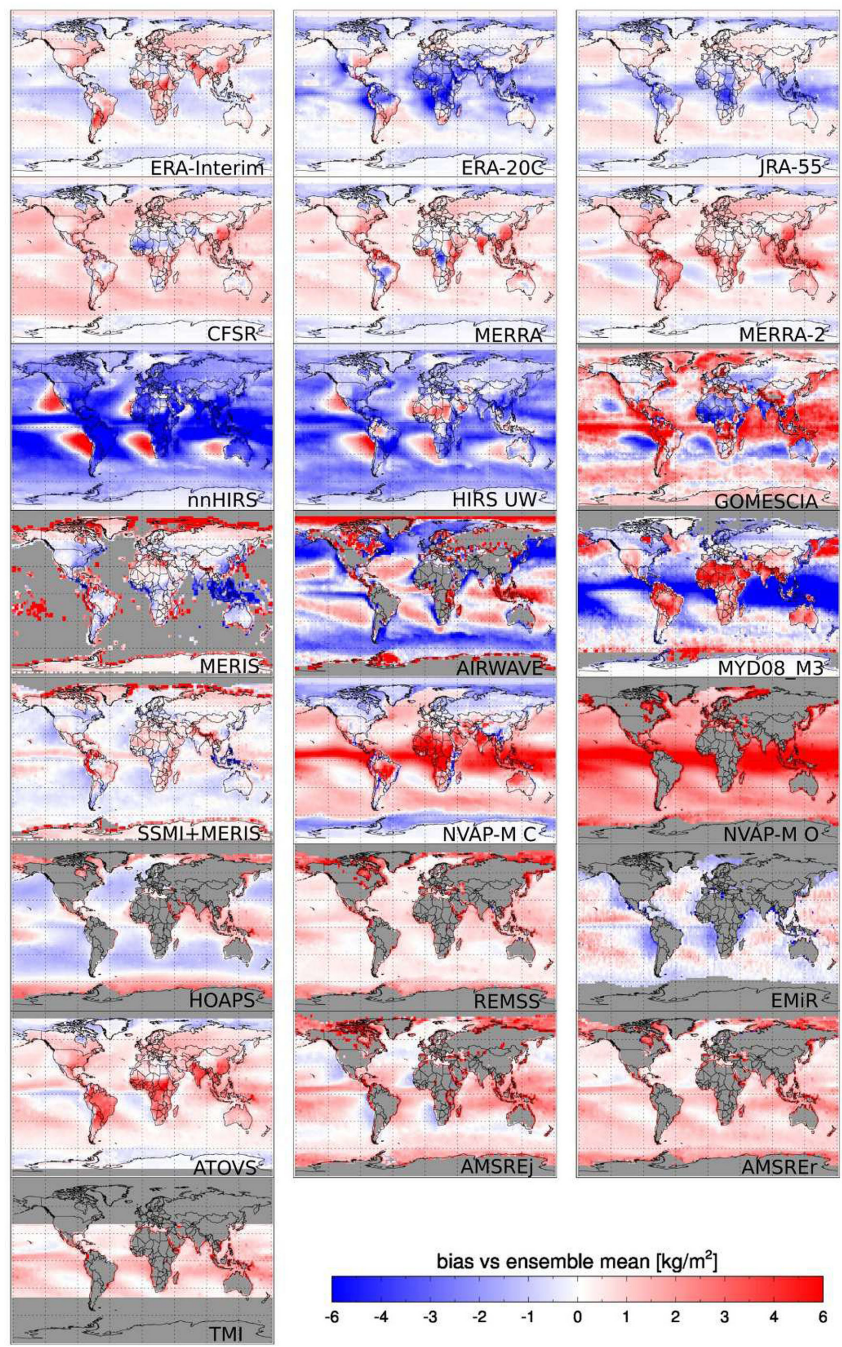 ERA-Interim
ERA-20C
JRA-55
CFSR
MERRA
MERRA-2
nnHIRS
HIRS UW
GOMESCIA
MERIS
AIRWAVE
MYD08_M3
SSMI+MERIS
NVAP-M C
NVAP-M O
HOAPS
REMSS
EMiR
ATOVS
AMSREj
AMSREr
TMI
bias vs ensemble mean [kg/m²]
-6 -5 -4 -3 -2 -1 0 1 2 3 4 5 6